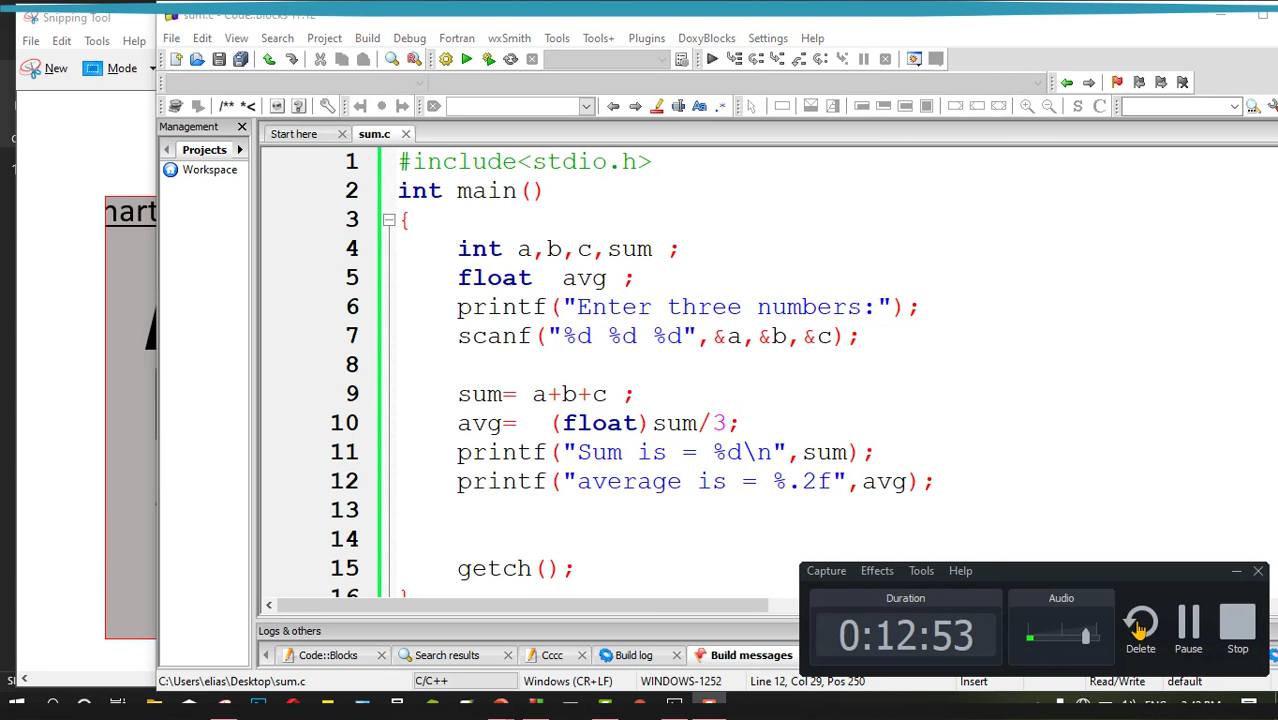 Snipping Tool
sum.c - Code::Blocks 17.12
File Edit Tools Help
File Edit View Search Project Build Debug Fortran wxSmith Tools Tools+ Plugins DoxyBlocks Settings Help
New Mode
/** *<
Aa .* S C
Management
Start here sum.c
Projects
Workspace
1 #include<stdio.h>
2 int main()
3 {
4 int a,b,c,sum ;
5 float avg ;
6 printf("Enter three numbers:");
7 scanf("%d %d %d",&a,&b,&c);
8
9 sum= a+b+c ;
10 avg= (float)sum/3;
11 printf("Sum is = %d\n",sum);
12 printf("average is = %.2f",avg);
13
14
15 getch();
16 }
Capture Effects Tools Help
Duration Audio
0:12:53
Delete Pause Stop
Logs & others
Code::Blocks Search results Cccc Build log Build messages
C:\Users\elias\Desktop\sum.c C/C++ Windows (CR+LF) WINDOWS-1252 Line 12, Col 29, Pos 250 Insert Read/Write default